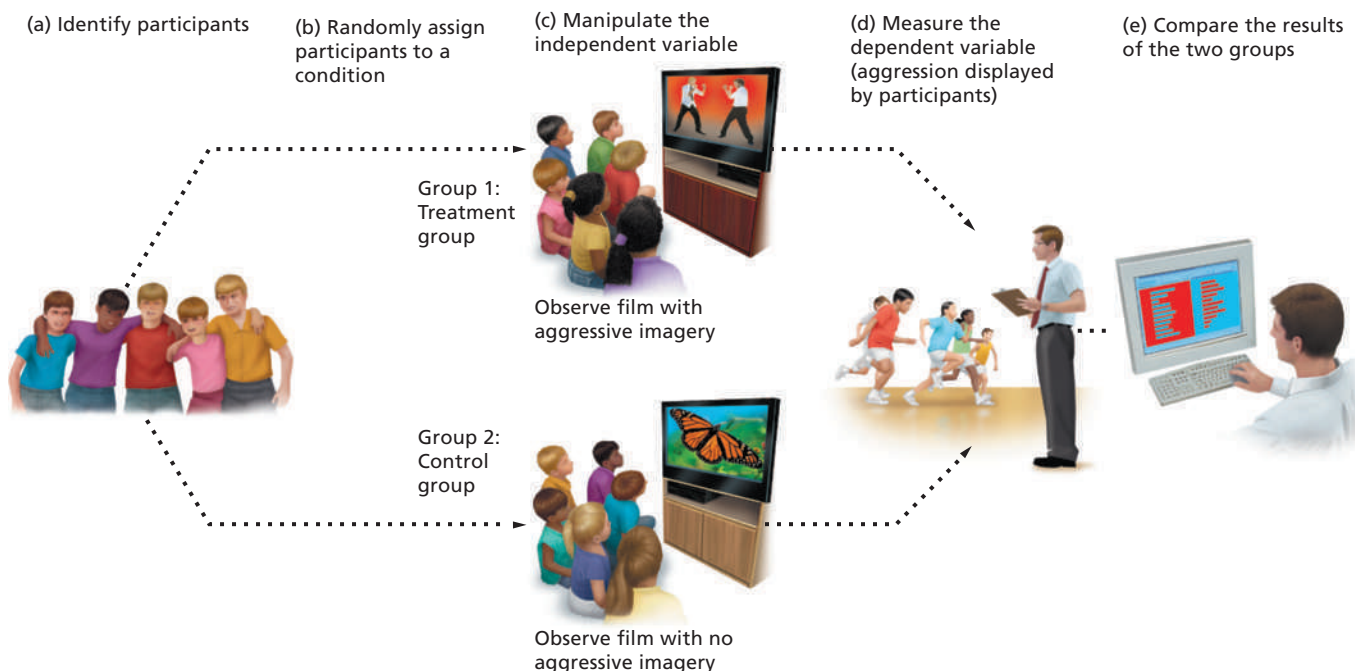 (a) Identify participants
(b) Randomly assign
participants to a
condition
(c) Manipulate the
independent variable
(d) Measure the
dependent variable
(aggression displayed
by participants)
(e) Compare the results
of the two groups
Group 1:
Treatment
group
Observe film with
aggressive imagery
Group 2:
Control
group
Observe film with no
aggressive imagery